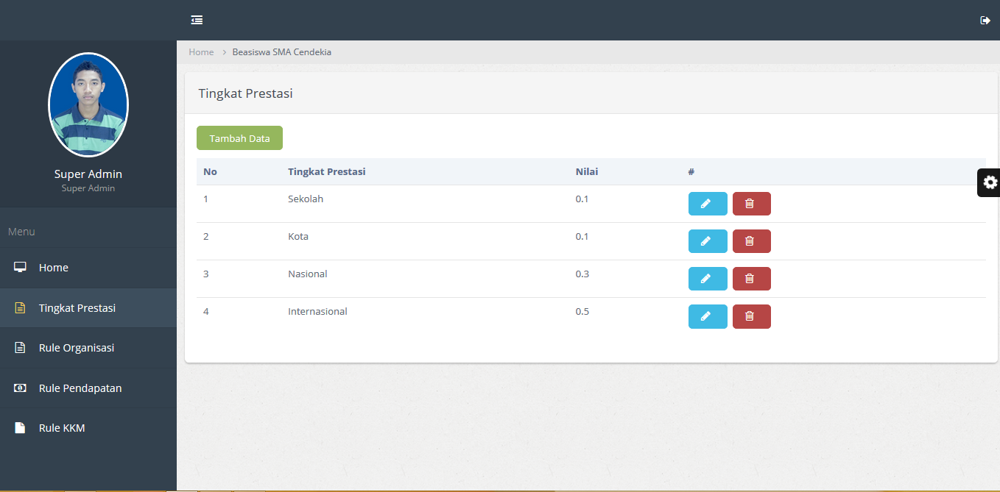 Home > Beasiswa SMA Cendekia
Super Admin
Super Admin
Menu
Home
Tingkat Prestasi
Rule Organisasi
Rule Pendapatan
Rule KKM
Tingkat Prestasi
Tambah Data
No Tingkat Prestasi Nilai #
1 Sekolah 0.1
2 Kota 0.1
3 Nasional 0.3
4 Internasional 0.5